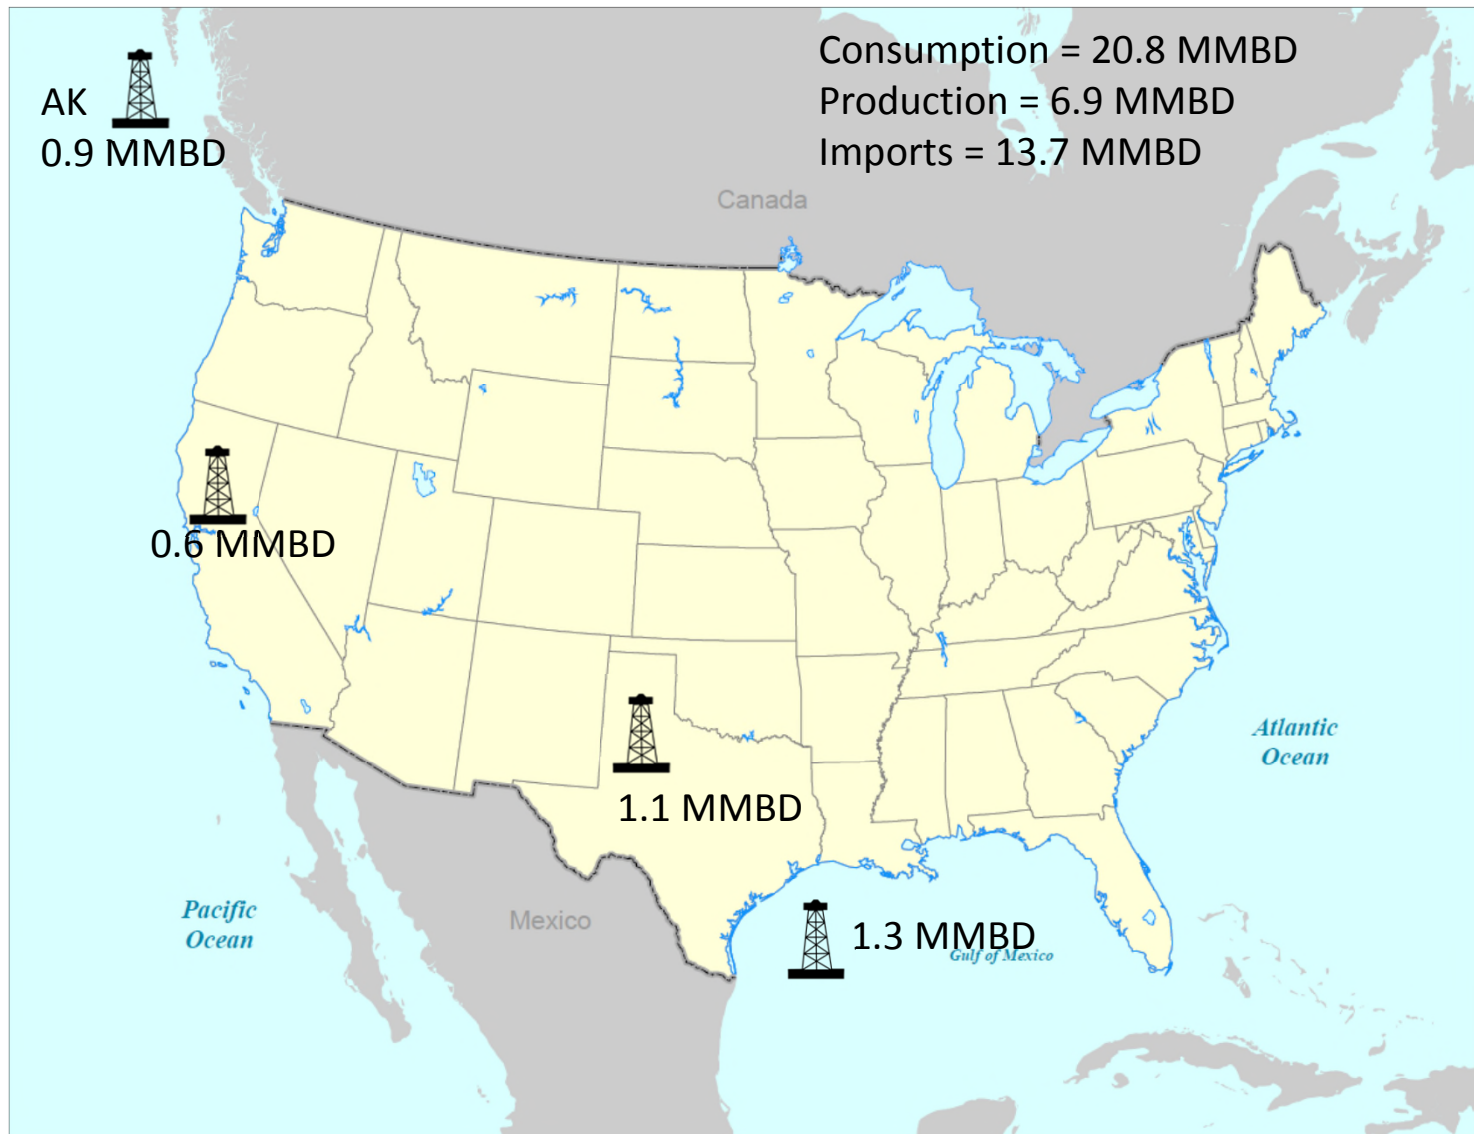 Consumption = 20.8 MMBD
Production = 6.9 MMBD
Imports = 13.7 MMBD
AK
0.9 MMBD
Canada
0.6 MMBD
1.1 MMBD
Atlantic
Ocean
Pacific
Ocean
Mexico
1.3 MMBD
Gulf of Mexico